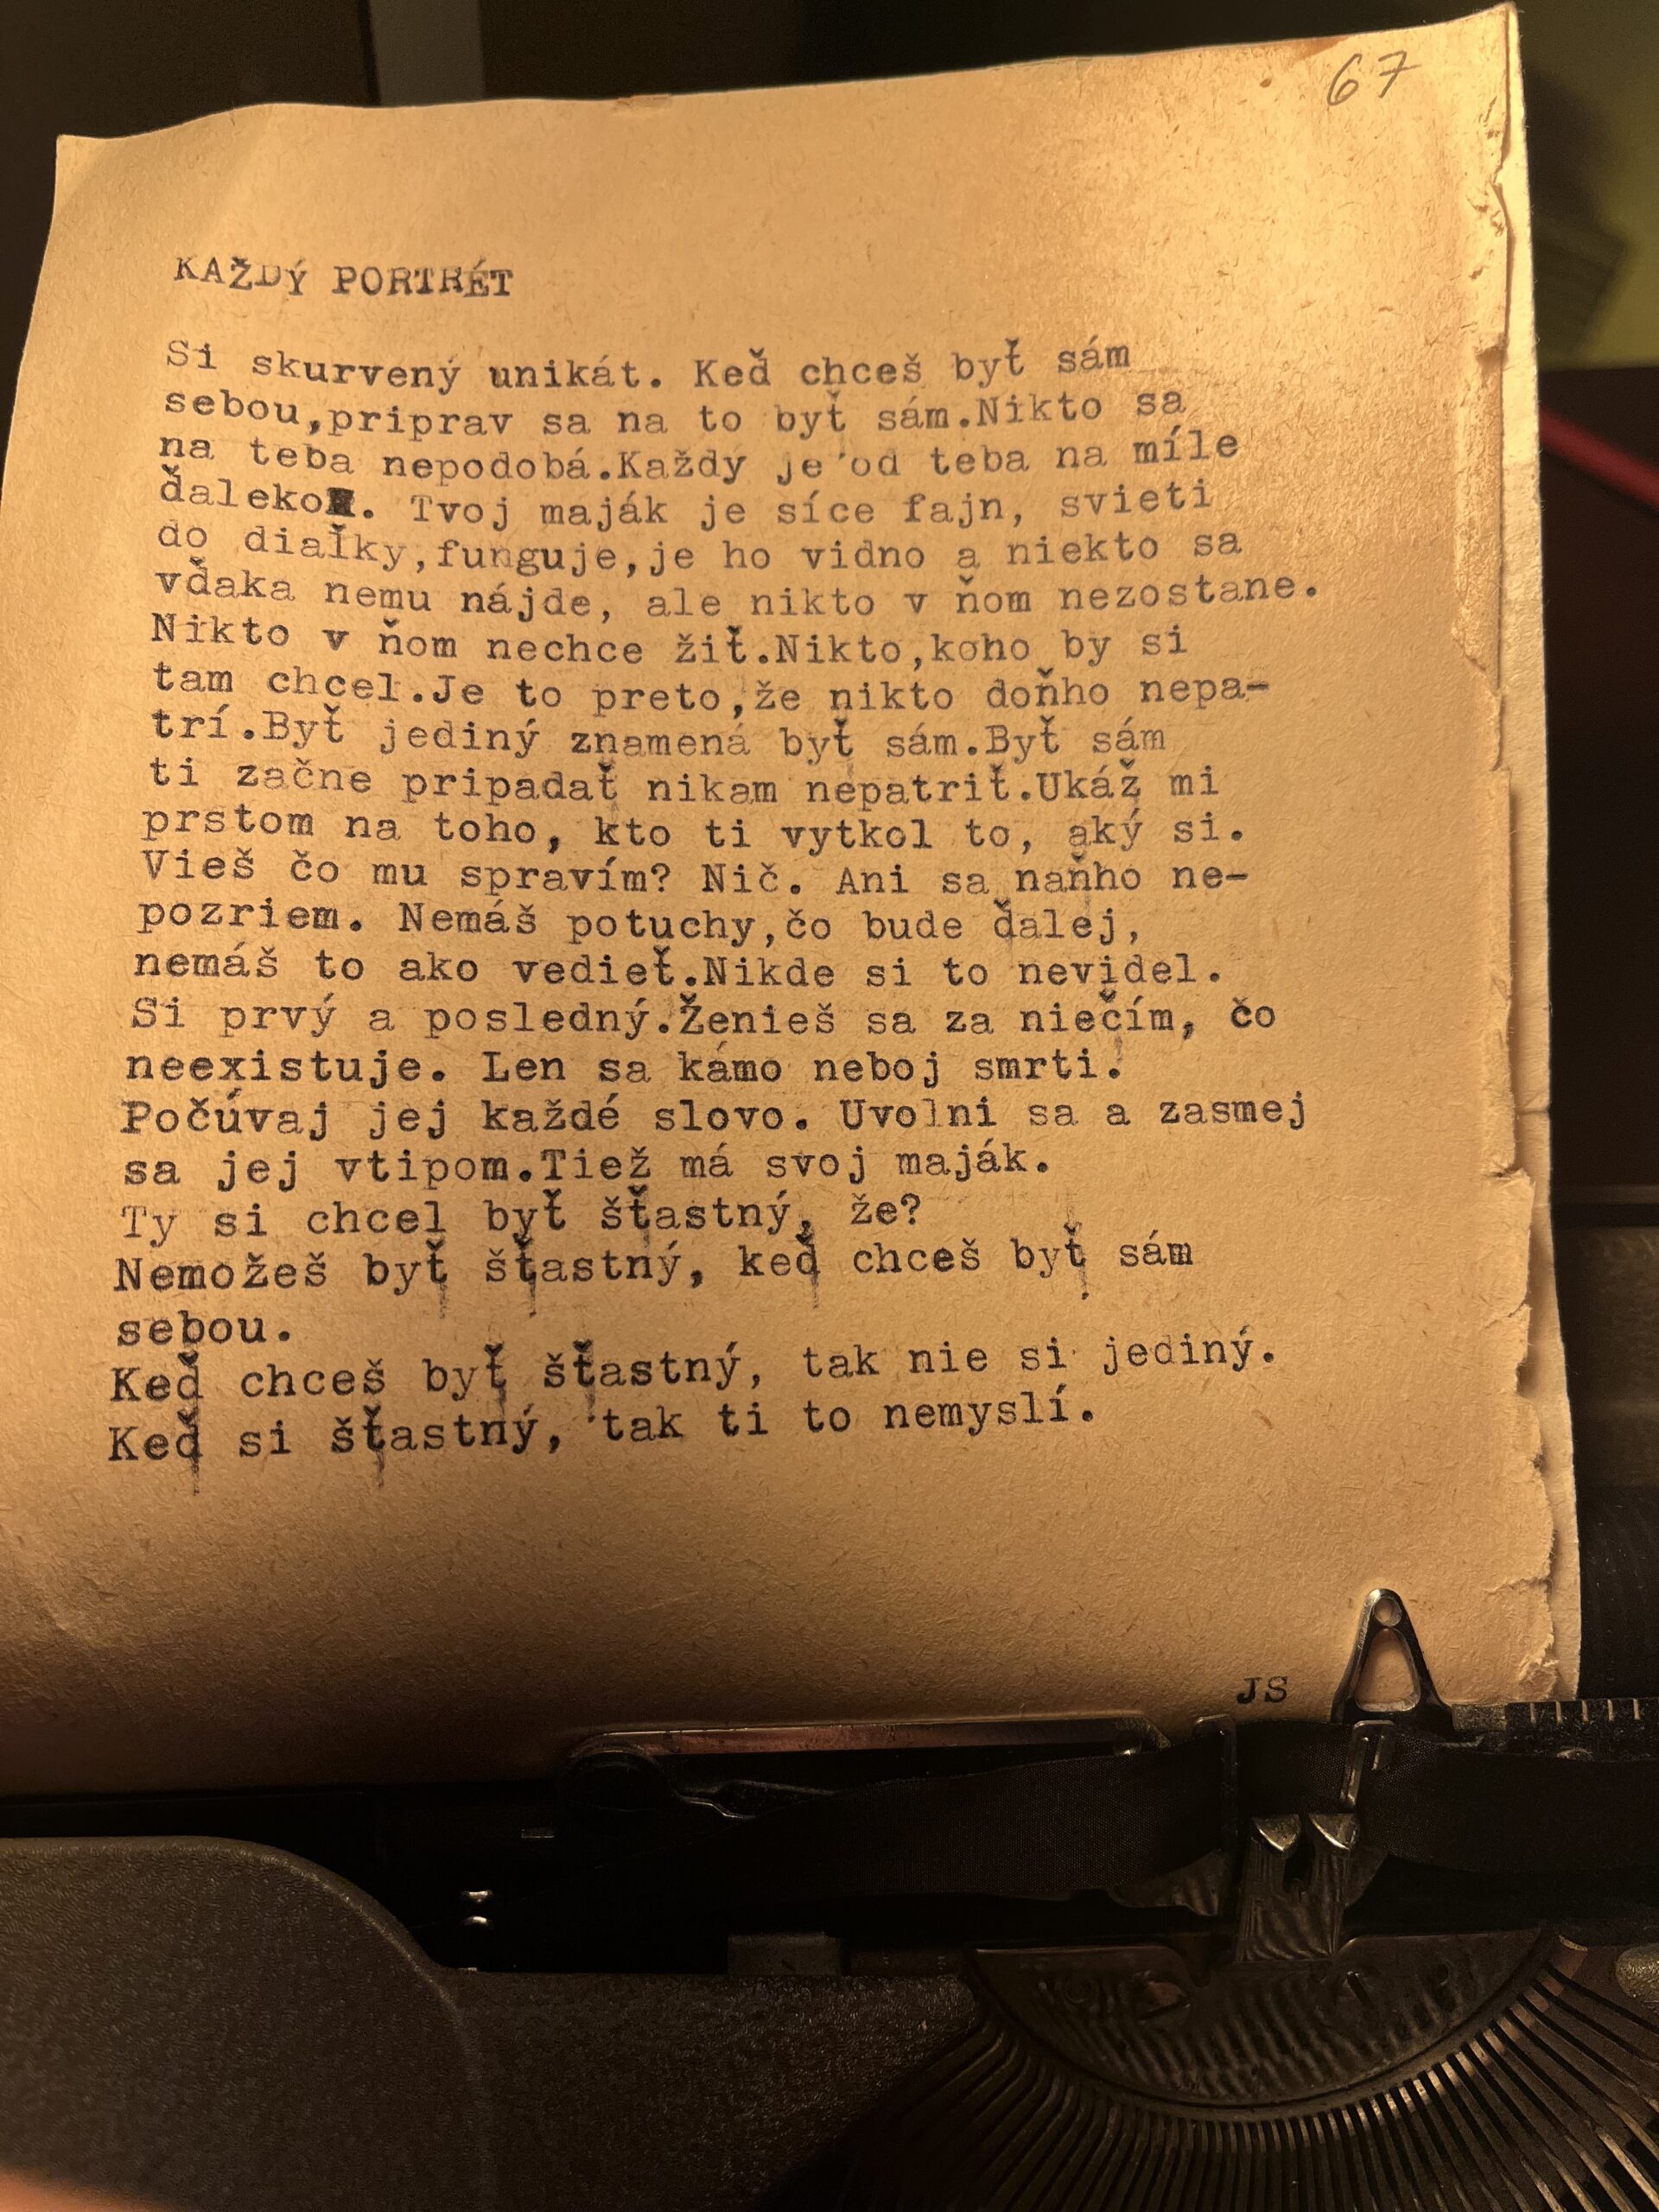 67
KAŽDÝ PORTRÉT
Si skurvený unikát. Keď chceš byť sám
sebou,priprav sa na to byť sám.Nikto sa
na teba nepodobá.Každy je od teba na míle
ďaleko. Tvoj maják je síce fajn, svieti
do diaľky,funguje,je ho vidno a niekto sa
vďaka nemu nájde, ale nikto v ňom nezostane.
Nikto v ňom nechce žiť.Nikto,koho by si
tam chcel.Je to preto,že nikto doňho nepa-
trí.Byť jediný znamená byť sám.Byť sám
ti začne pripadať nikam nepatriť.Ukáž mi
prstom na toho, kto ti vytkol to, aký si.
Vieš čo mu spravím? Nič. Ani sa naňho ne-
pozriem. Nemáš potuchy,čo bude ďalej,
nemáš to ako vedieť.Nikde si to nevidel.
Si prvý a posledný.Ženieš sa za niečím, čo
neexistuje. Len sa kámo neboj smrti.
Počúvaj jej každé slovo. Uvolni sa a zasmej
sa jej vtipom.Tiež má svoj maják.
Ty si chcel byť šťastný, že?
Nemožeš byť šťastný, keď chceš byť sám
sebou.
Keď chceš byť šťastný, tak nie si jediný.
Keď si šťastný, tak ti to nemyslí.
JS